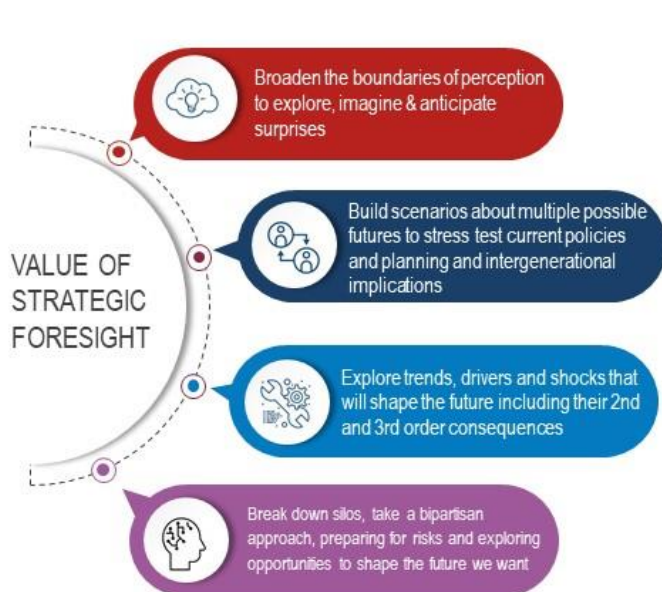 VALUE OF
STRATEGIC
FORESIGHT
Broaden the boundaries of perception
to explore, imagine & anticipate
surprises
Build scenarios about multiple possible
futures to stress test current policies
and planning and intergenerational
implications
Explore trends, drivers and shocks that
will shape the future including their 2nd
and 3rd order consequences
Break down silos, take a bipartisan
approach, preparing for risks and exploring
opportunities to shape the future we want